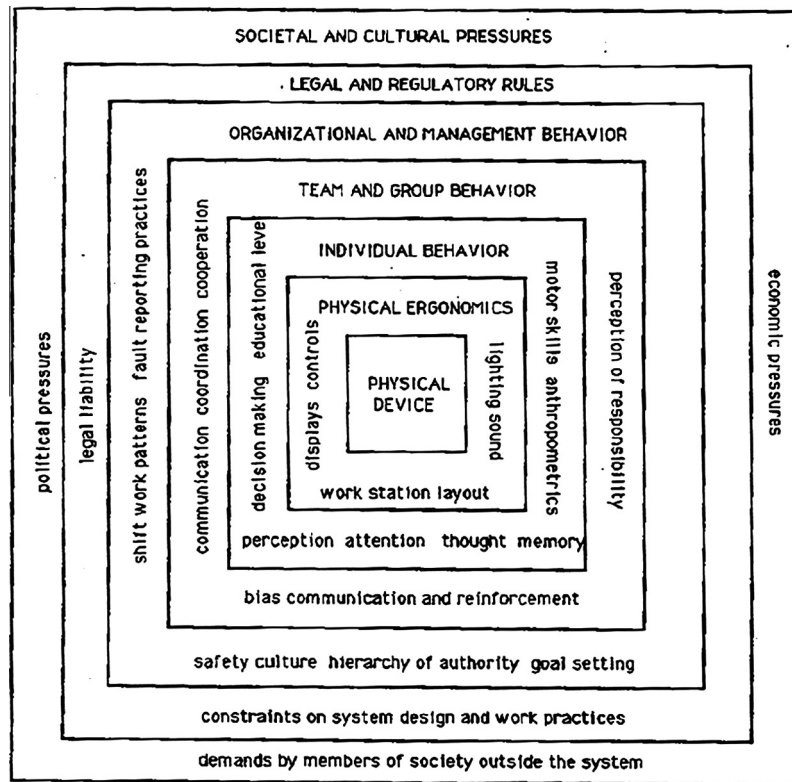 SOCIETAL AND CULTURAL PRESSURES
political pressures
economic pressures
demands by members of society outside the system
LEGAL AND REGULATORY RULES
legal liability
constraints on system design and work practices
ORGANIZATIONAL AND MANAGEMENT BEHAVIOR
shift work patterns fault reporting practices
safety culture hierarchy of authority goal setting
TEAM AND GROUP BEHAVIOR
communication coordination cooperation
perception of responsibility
bias communication and reinforcement
INDIVIDUAL BEHAVIOR
decision making educational level
motor skills anthropometrics
perception attention thought memory
PHYSICAL ERGONOMICS
displays controls
lighting sound
work station layout
PHYSICAL
DEVICE